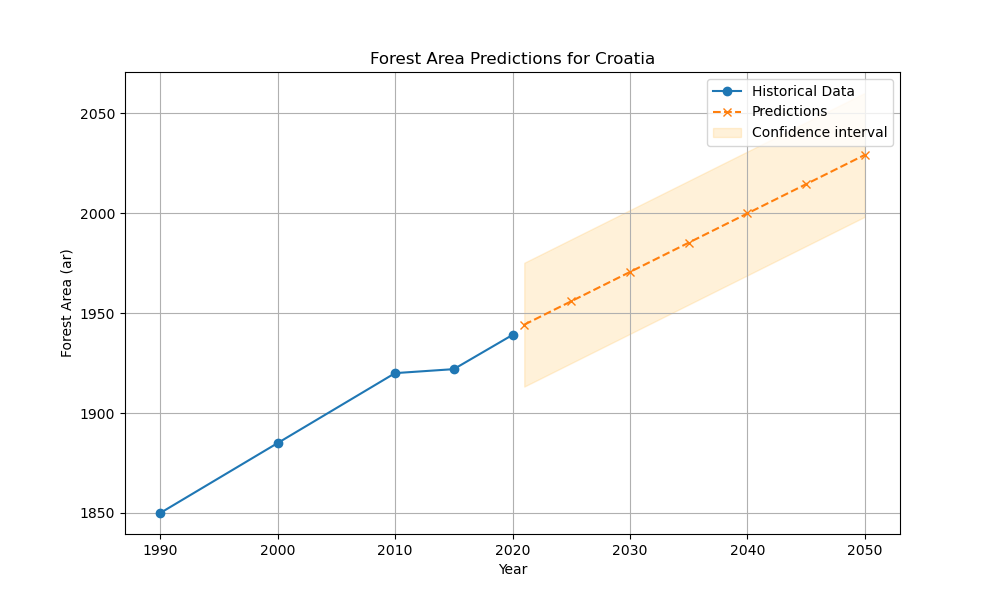 Forest Area Predictions for Croatia
Historical Data
Predictions
Confidence interval
Forest Area (ar)
2050
2000
1950
1900
1850
1990 2000 2010 2020 2030 2040 2050
Year